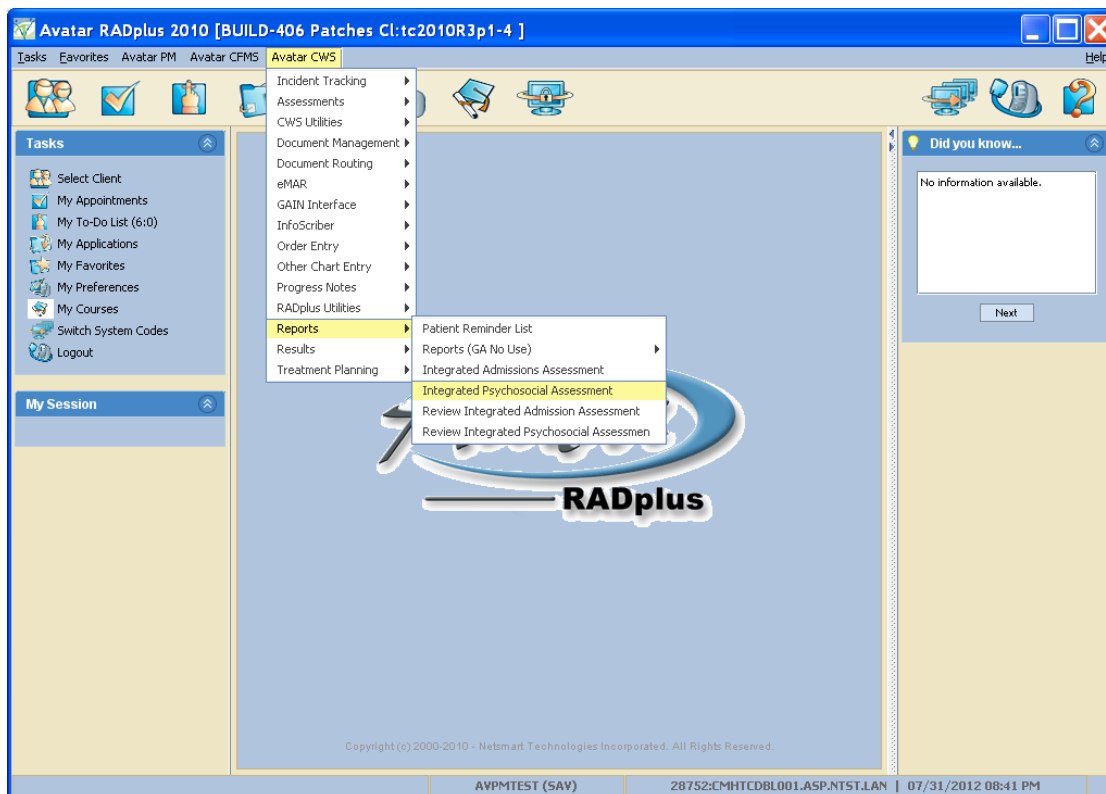 Avatar RADplus 2010 [BUILD-406 Patches Cl:tc2010R3p1-4 ]
Tasks Favorites Avatar PM Avatar CFMS Avatar CWS Help
Incident Tracking
Assessments
CWS Utilities
Document Management
Document Routing
eMAR
GAIN Interface
InfoScriber
Order Entry
Other Chart Entry
Progress Notes
RADplus Utilities
Reports
Results
Treatment Planning
Patient Reminder List
Reports (GA No Use)
Integrated Admissions Assessment
Integrated Psychosocial Assessment
Review Integrated Admission Assessment
Review Integrated Psychosocial Assessmen
Tasks
Select Client
My Appointments
My To-Do List (6:0)
My Applications
My Favorites
My Preferences
My Courses
Switch System Codes
Logout
My Session
Did you know...
No information available.
Next
RADplus
Copyright (c) 2000-2010 - Netsmart Technologies Incorporated. All Rights Reserved.
AVPMTEST (SAV) 28752:CMHTCDBL001.ASP.NTST.LAN | 07/31/2012 08:41 PM